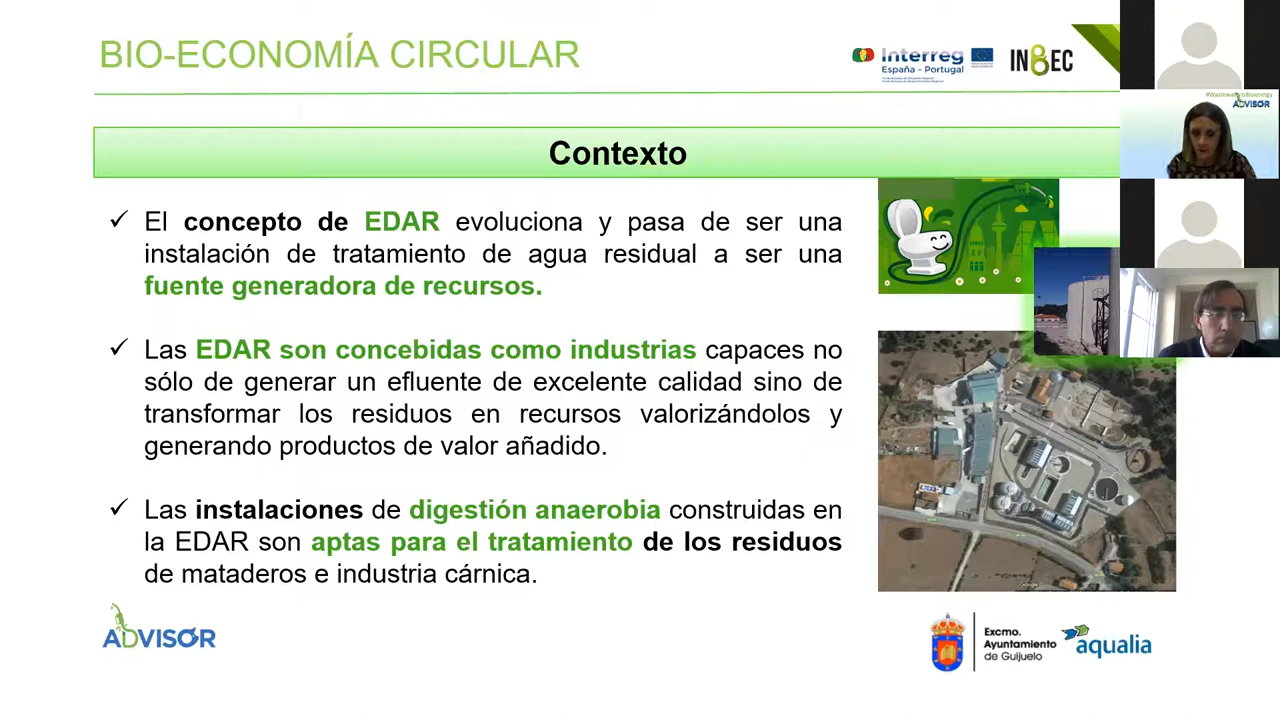 BIO-ECONOMÍA CIRCULAR
Interreg
España - Portugal
IN
BEC
#WastewaterIsBioenergy
ADVISOR
Contexto
✓ El concepto de EDAR evoluciona y pasa de ser una
instalación de tratamiento de agua residual a ser una
fuente generadora de recursos.
✓ Las EDAR son concebidas como industrias capaces no
sólo de generar un efluente de excelente calidad sino de
transformar los residuos en recursos valorizándolos y
generando productos de valor añadido.
✓ Las instalaciones de digestión anaerobia construidas en
la EDAR son aptas para el tratamiento de los residuos
de mataderos e industria cárnica.
Google
ADVISOR
Excmo.
Ayuntamiento
de Guijuelo
aqualia